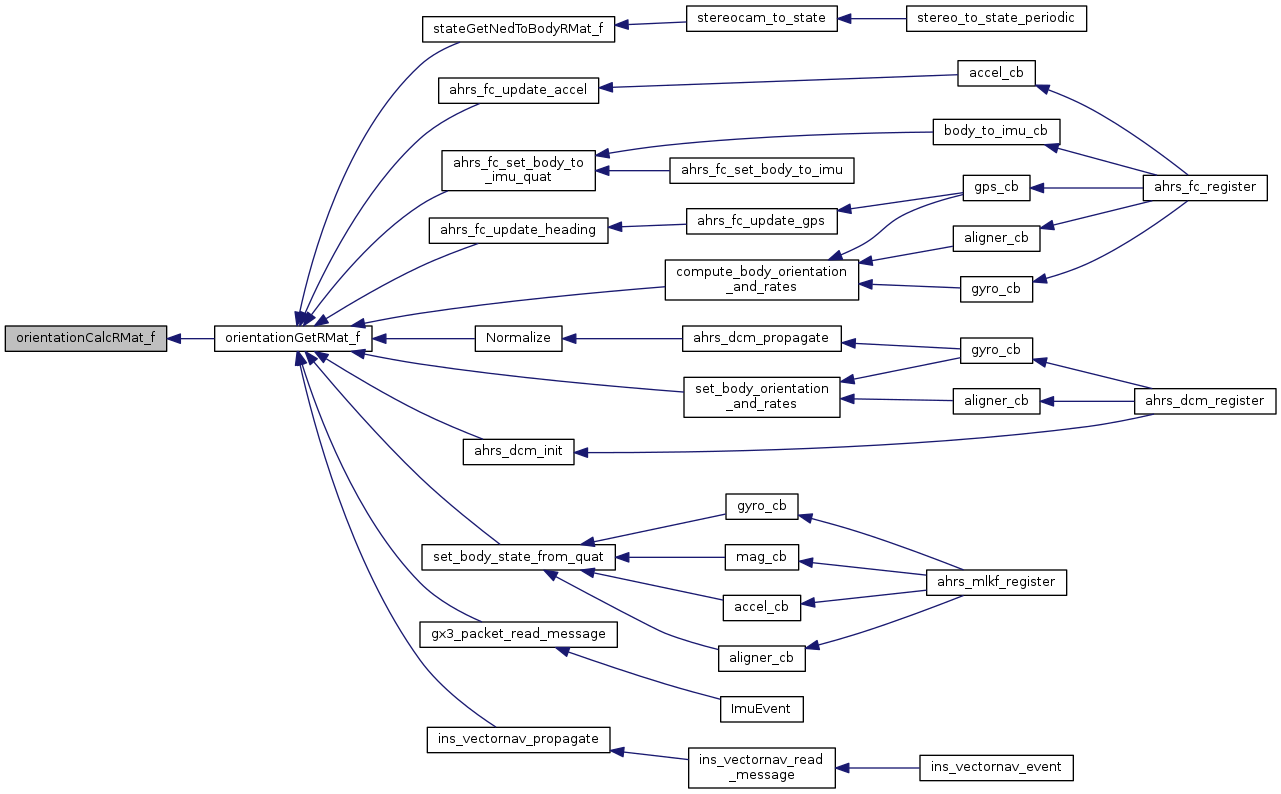 stateGetNedToBodyRMat_f
stereocam_to_state
stereo_to_state_periodic
ahrs_fc_update_accel
accel_cb
body_to_imu_cb
ahrs_fc_set_body_to
_imu_quat
ahrs_fc_set_body_to_imu
gps_cb
ahrs_fc_register
ahrs_fc_update_heading
ahrs_fc_update_gps
aligner_cb
compute_body_orientation
_and_rates
gyro_cb
orientationCalcRMat_f
orientationGetRMat_f
Normalize
ahrs_dcm_propagate
gyro_cb
set_body_orientation
_and_rates
aligner_cb
ahrs_dcm_register
ahrs_dcm_init
gyro_cb
set_body_state_from_quat
mag_cb
ahrs_mlkf_register
accel_cb
gx3_packet_read_message
aligner_cb
ImuEvent
ins_vectornav_propagate
ins_vectornav_read
_message
ins_vectornav_event